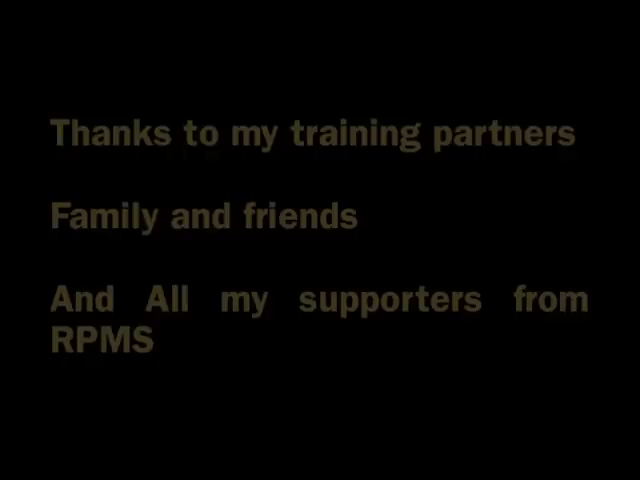 Thanks to my training partners
Family and friends
And All my supporters from
RPMS